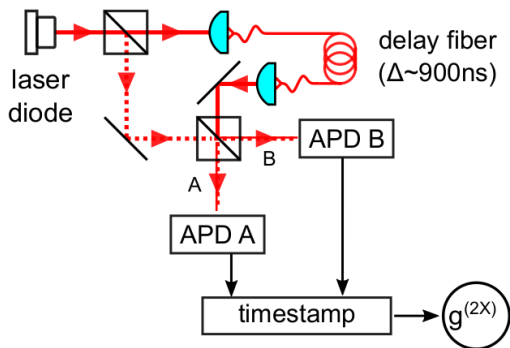 laser
diode
delay fiber
(Δ~900ns)
A
B
APD B
APD A
timestamp
g(2X)